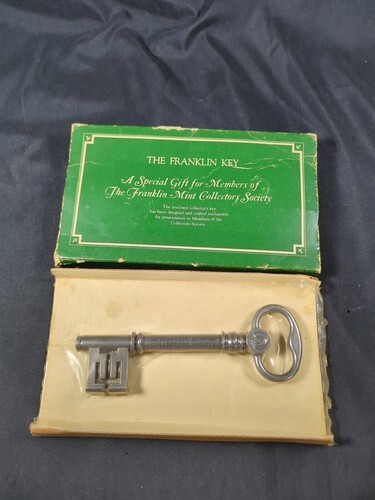 THE FRANKLIN KEY
A Special Gift for Members of
The Franklin Mint Collectors Society
The enclosed collector's key
has been designed and crafted exclusively
for presentation to Members of the
Collectors Society